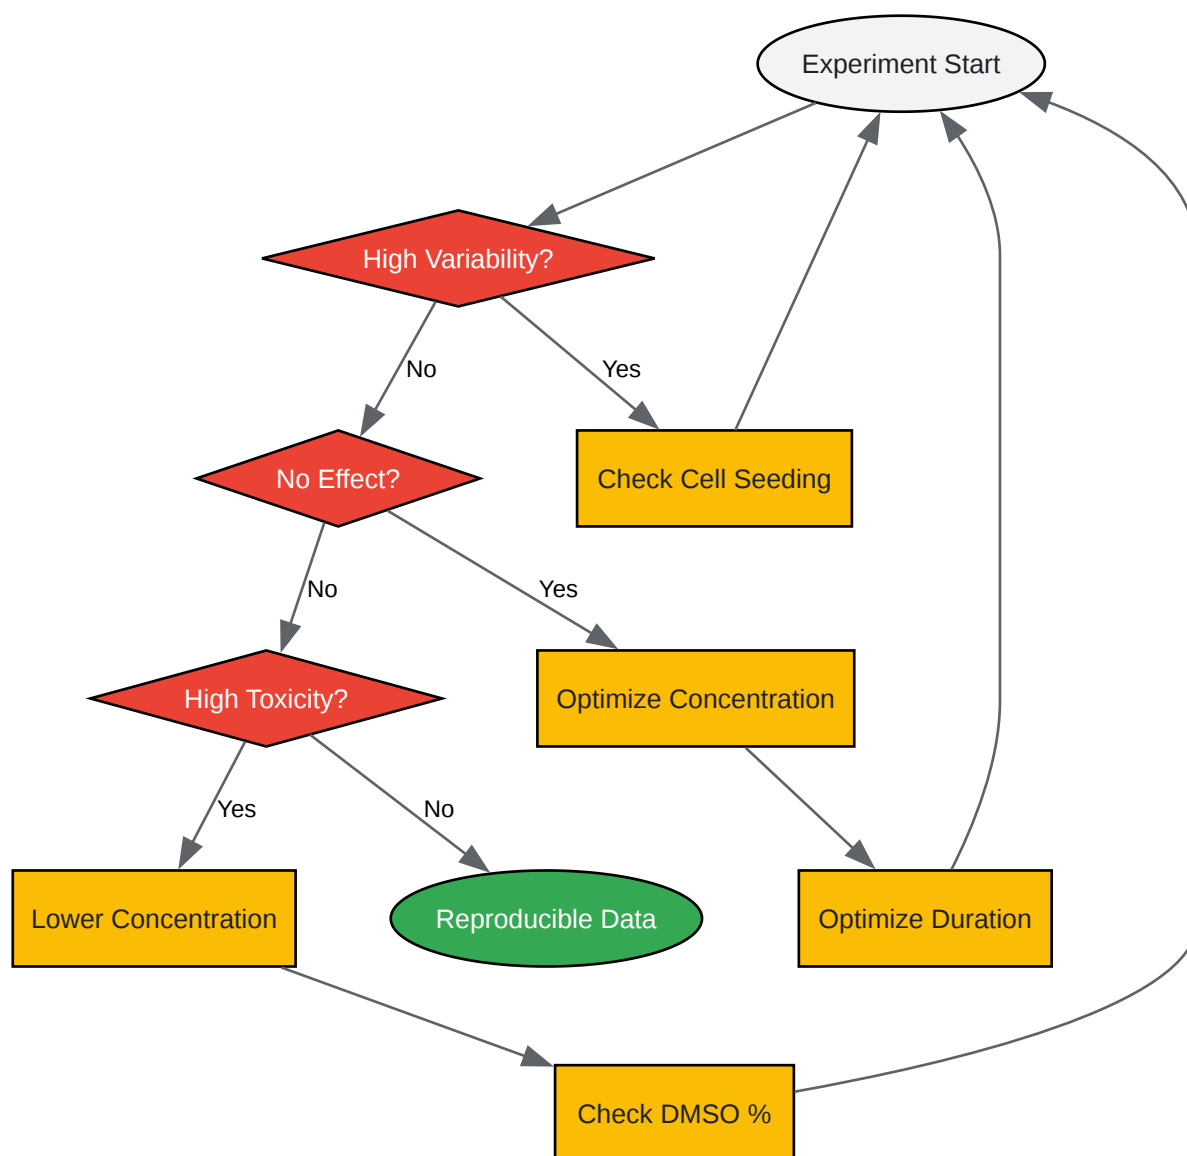 Experiment Start
High Variability?
No
Yes
No Effect?
Check Cell Seeding
No
Yes
High Toxicity?
Optimize Concentration
Yes
No
Lower Concentration
Reproducible Data
Optimize Duration
Check DMSO %